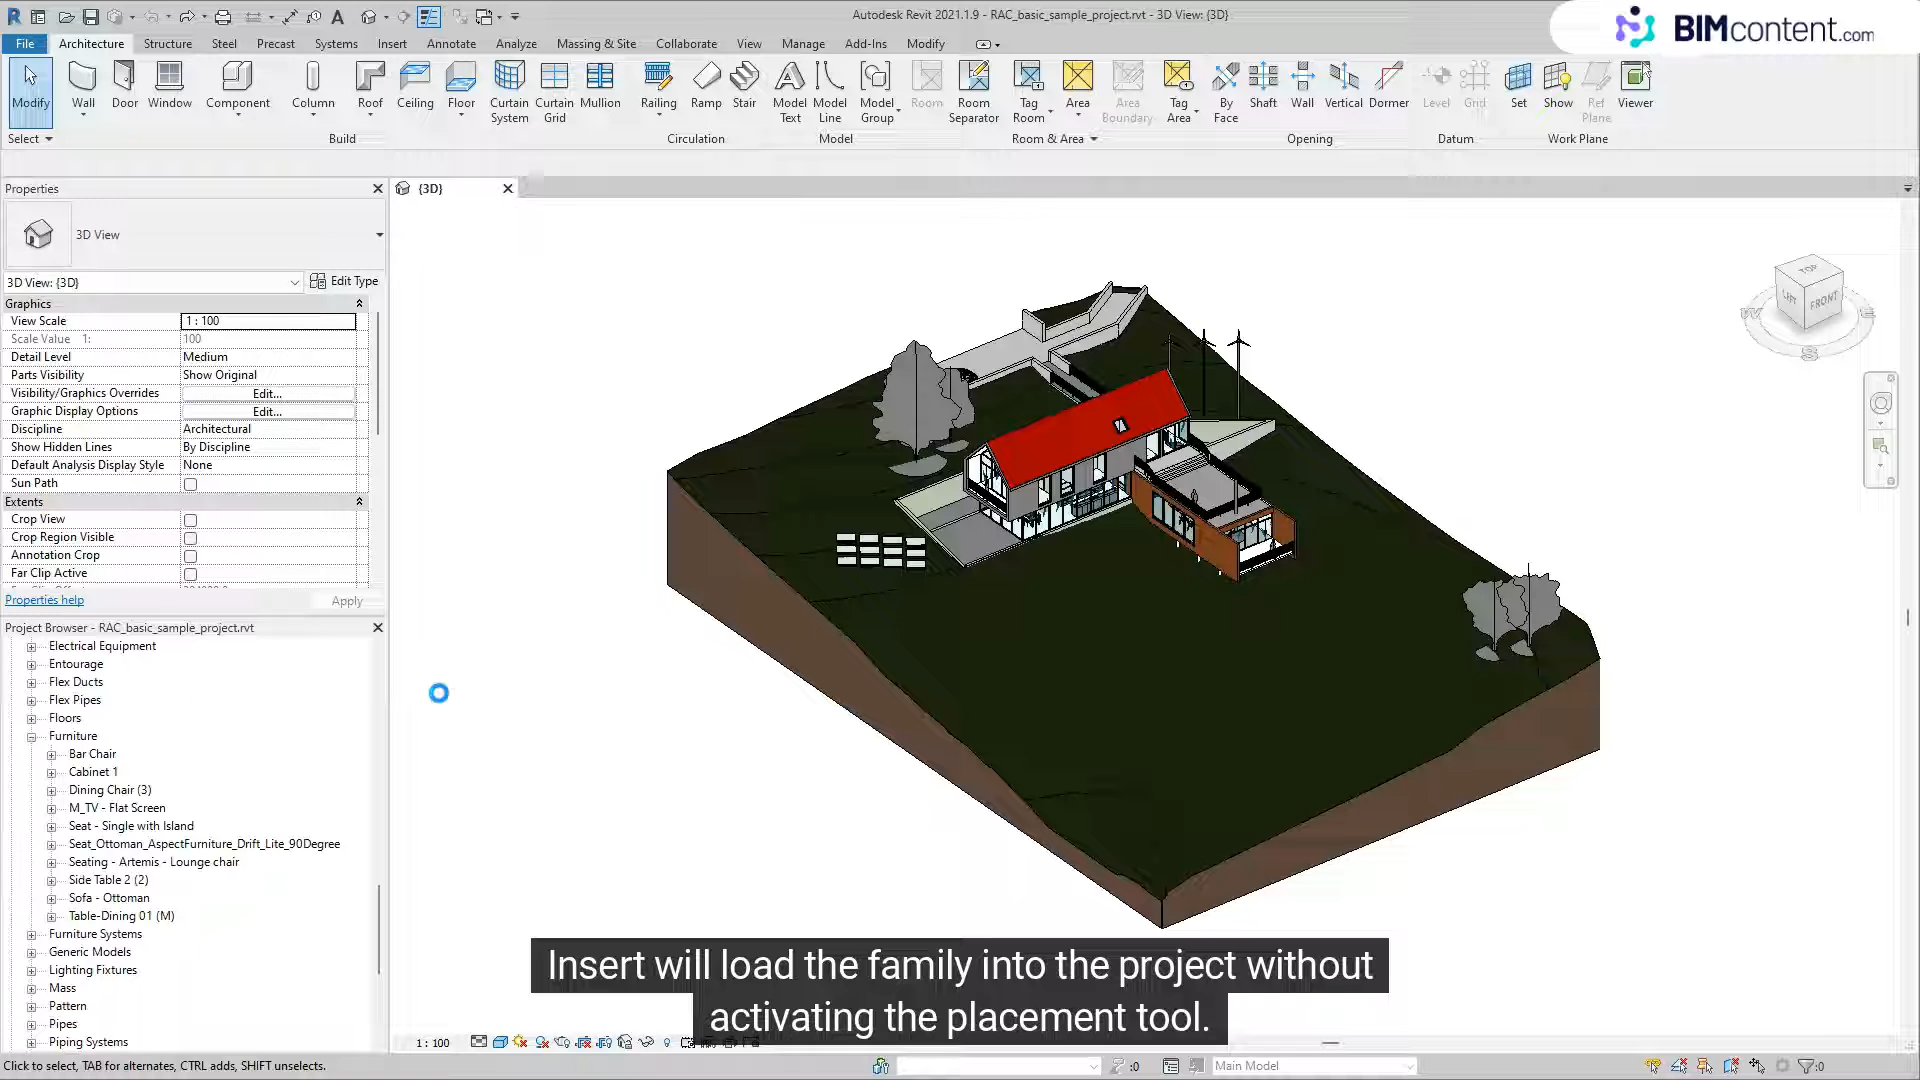 Autodesk Revit 2021.1.9 - RAC_basic_sample_project.rvt - 3D View: {3D}
BIMcontent.com
File Architecture Structure Steel Precast Systems Insert Annotate Analyze Massing & Site Collaborate View Manage Add-Ins Modify
Modify Wall Door Window Component Column Roof Ceiling Floor Curtain System Curtain Grid Mullion Railing Ramp Stair Model Text Model Line Model Group Room Room Separator Tag Room Area Area Boundary Tag Area By Face Shaft Wall Vertical Dormer Level Grid Set Show Ref Plane Viewer
Select Build Circulation Model Room & Area Opening Datum Work Plane
Properties
{3D}
3D View
3D View: {3D} Edit Type
Graphics
View Scale 1 : 100
Scale Value 1: 100
Detail Level Medium
Parts Visibility Show Original
Visibility/Graphics Overrides Edit...
Graphic Display Options Edit...
Discipline Architectural
Show Hidden Lines By Discipline
Default Analysis Display Style None
Sun Path
Extents
Crop View
Crop Region Visible
Annotation Crop
Far Clip Active
Properties help Apply
Project Browser - RAC_basic_sample_project.rvt
Electrical Equipment
Entourage
Flex Ducts
Flex Pipes
Floors
Furniture
Bar Chair
Cabinet 1
Dining Chair (3)
M_TV - Flat Screen
Seat - Single with Island
Seat_Ottoman_AspectFurniture_Drift_Lite_90Degree
Seating - Artemis - Lounge chair
Side Table 2 (2)
Sofa - Ottoman
Table-Dining 01 (M)
Furniture Systems
Generic Models
Lighting Fixtures
Mass
Pattern
Pipes
Piping Systems
TOP
LEFT FRONT
W E
S
Insert will load the family into the project without
activating the placement tool.
1 : 100
Click to select, TAB for alternates, CTRL adds, SHIFT unselects.
:0 Main Model :0